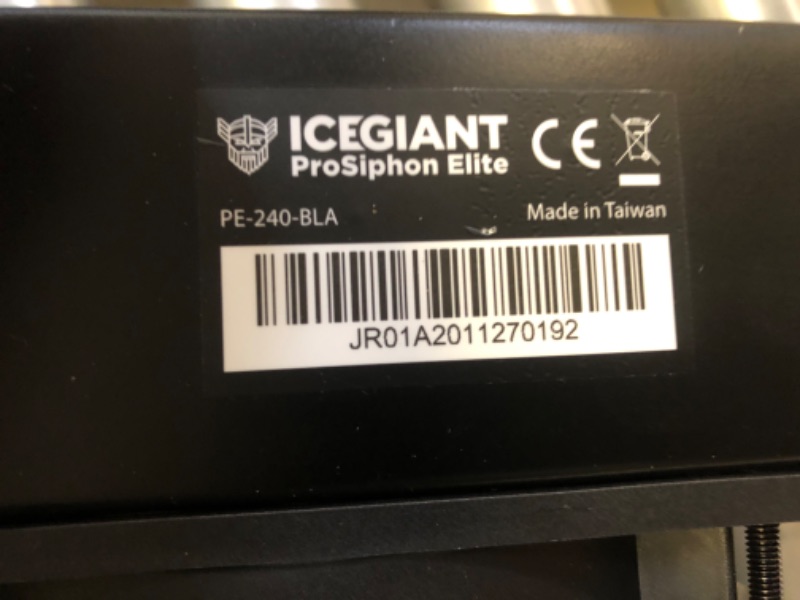 ICEGIANT
ProSiphon Elite
CE
PE-240-BLA
Made in Taiwan
JR01A2011270192